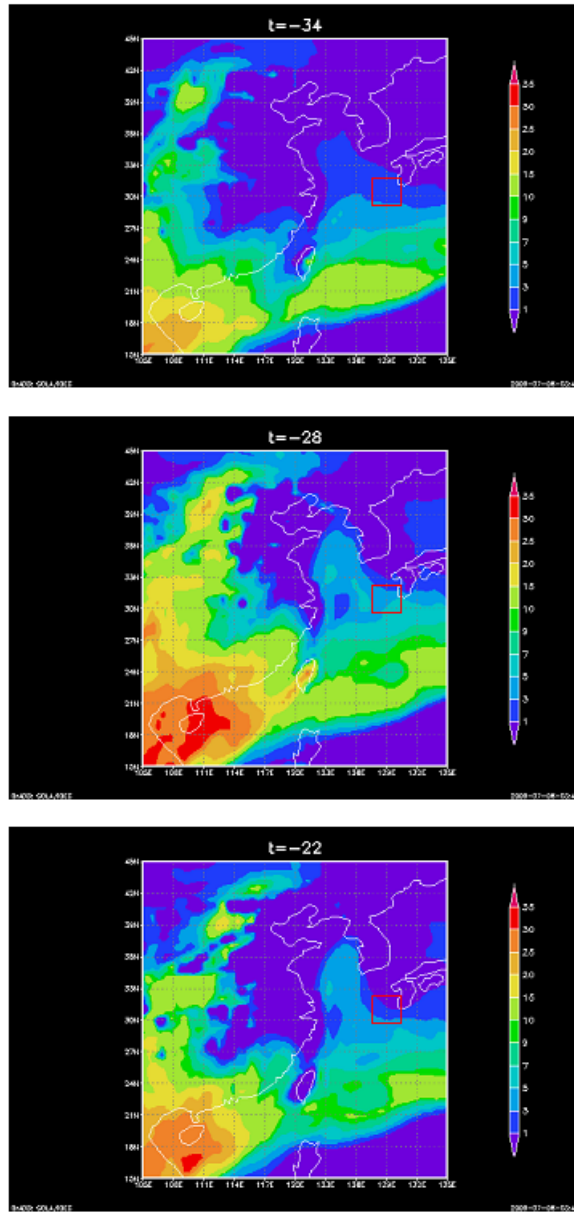 t=-34
45N
42N
39N
36N
33N
30N
27N
24N
21N
18N
15N
105E 108E 111E 114E 117E 120E 123E 126E 129E 132E 135E
35
30
25
20
15
10
9
7
5
3
1
GrADS: COLA/IGES
t=-28
45N
42N
39N
36N
33N
30N
27N
24N
21N
18N
15N
105E 108E 111E 114E 117E 120E 123E 126E 129E 132E 135E
35
30
25
20
15
10
9
7
5
3
1
GrADS: COLA/IGES
t=-22
45N
42N
39N
36N
33N
30N
27N
24N
21N
18N
15N
105E 108E 111E 114E 117E 120E 123E 126E 129E 132E 135E
35
30
25
20
15
10
9
7
5
3
1
GrADS: COLA/IGES